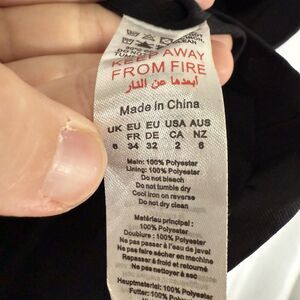 KEEP AWAY
FROM FIRE
أبعدها عن النار
Made in China
UK EU EU USA AUS
FR DE CA NZ
6 34 32 2 6
Main: 100% Polyester
Lining: 100% Polyester
Do not bleach
Do not tumble dry
Cool iron on reverse
Do not dry clean
Matériau principal :
100% Polyester
Doublure : 100% Polyester
Ne pas passer à l'eau de javel
Ne pas faire sécher en machine
Repasser à froid et retourné
Ne pas nettoyer à sec
Hauptmaterial: 100% Polyester
Futter: 100% Polyester